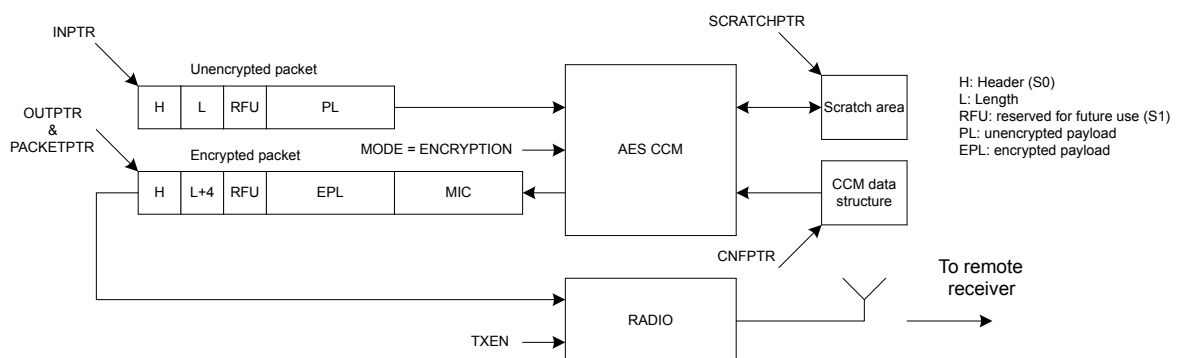 SCRATCHPTR
INPTR
Unencrypted packet
H L RFU PL
OUTPTR
&
PACKETPTR
Encrypted packet
H L+4 RFU EPL MIC
MODE = ENCRYPTION
AES CCM
Scratch area
CCM data
structure
CNFPTR
H: Header (S0)
L: Length
RFU: reserved for future use (S1)
PL: unencrypted payload
EPL: encrypted payload
RADIO
TXEN
To remote
receiver